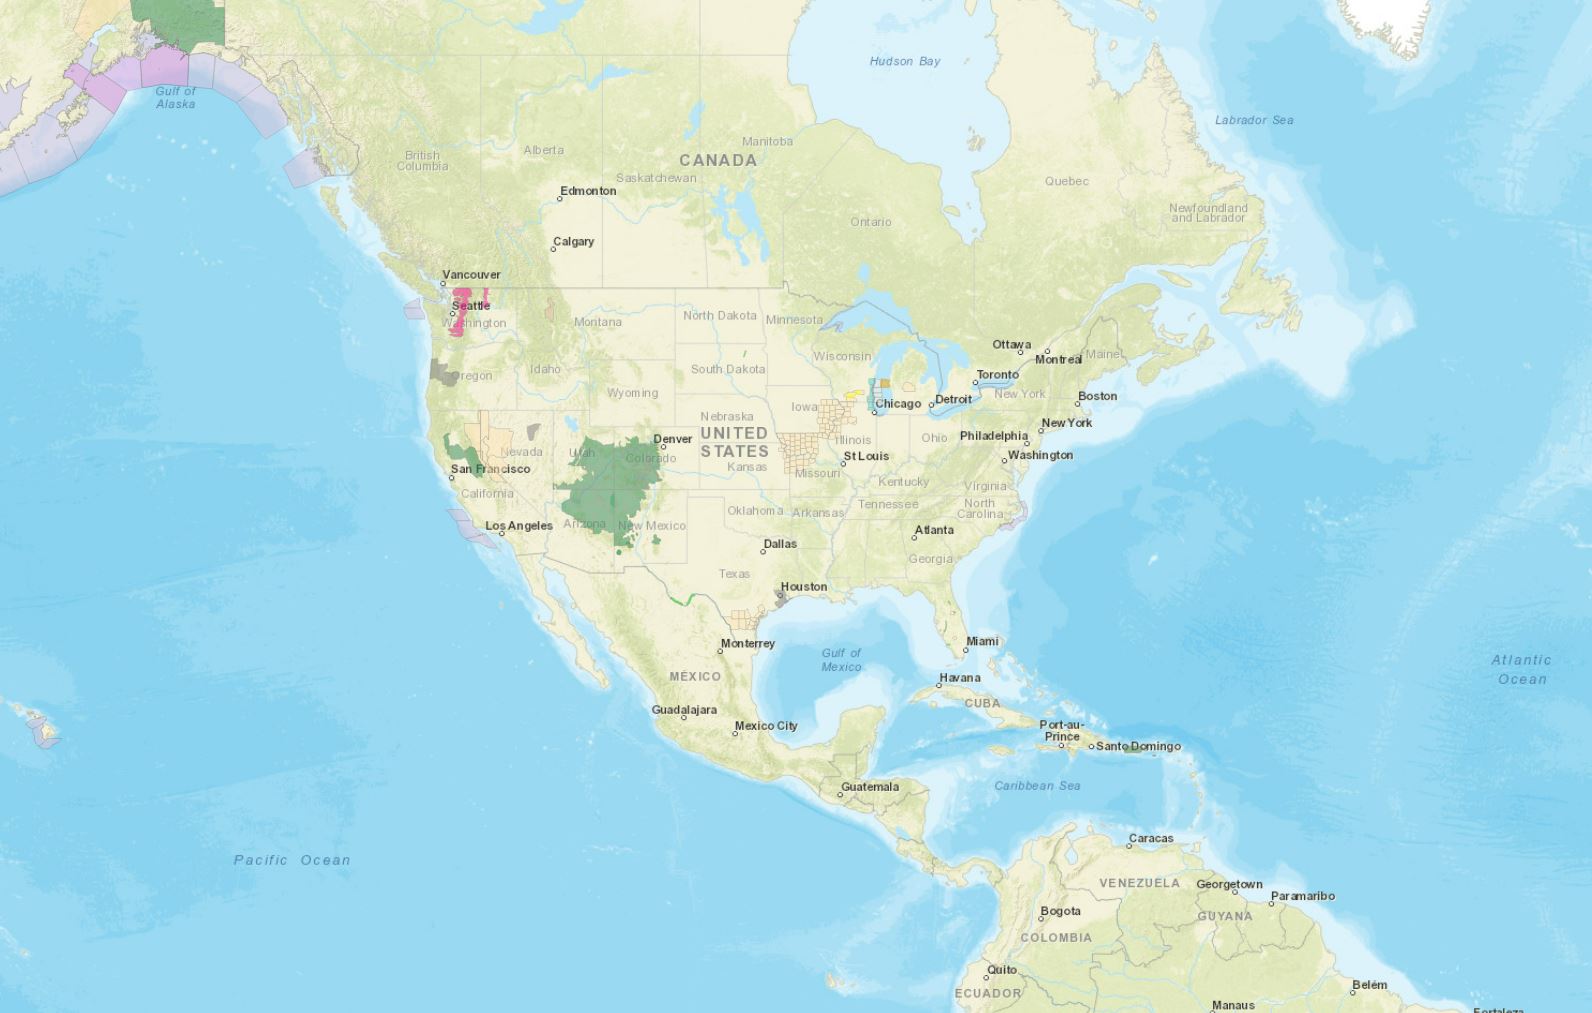 Hudson Bay
Gulf of
Alaska
Labrador Sea
Manitoba
British
Columbia
Alberta
CANADA
Saskatchewan
Quebec
Edmonton
Newfoundland
and Labrador
Ontario
Calgary
Vancouver
Seattle
Washington
Montana
North Dakota
Minnesota
Ottawa
Montreal
Maine
Wisconsin
Toronto
Oregon
Idaho
South Dakota
Wyoming
New York
Boston
Chicago
Detroit
Iowa
Nebraska
New York
UNITED
STATES
Denver
Philadelphia
Illinois
Ohio
Nevada
Utah
Colorado
Kansas
St Louis
Washington
San Francisco
Missouri
Kentucky
Virginia
California
Tennessee
North
Carolina
Oklahoma
Arkansas
Los Angeles
Arizona
New Mexico
Atlanta
Dallas
Georgia
Texas
Houston
Monterrey
Miami
Gulf of
Mexico
Atlantic
Ocean
MÉXICO
Havana
CUBA
Guadalajara
Mexico City
Port-au-
Prince
Santo Domingo
Guatemala
Caribbean Sea
Caracas
Pacific Ocean
VENEZUELA
Georgetown
Paramaribo
Bogota
GUYANA
COLOMBIA
Quito
ECUADOR
Belém
Manaus
Fortaleza